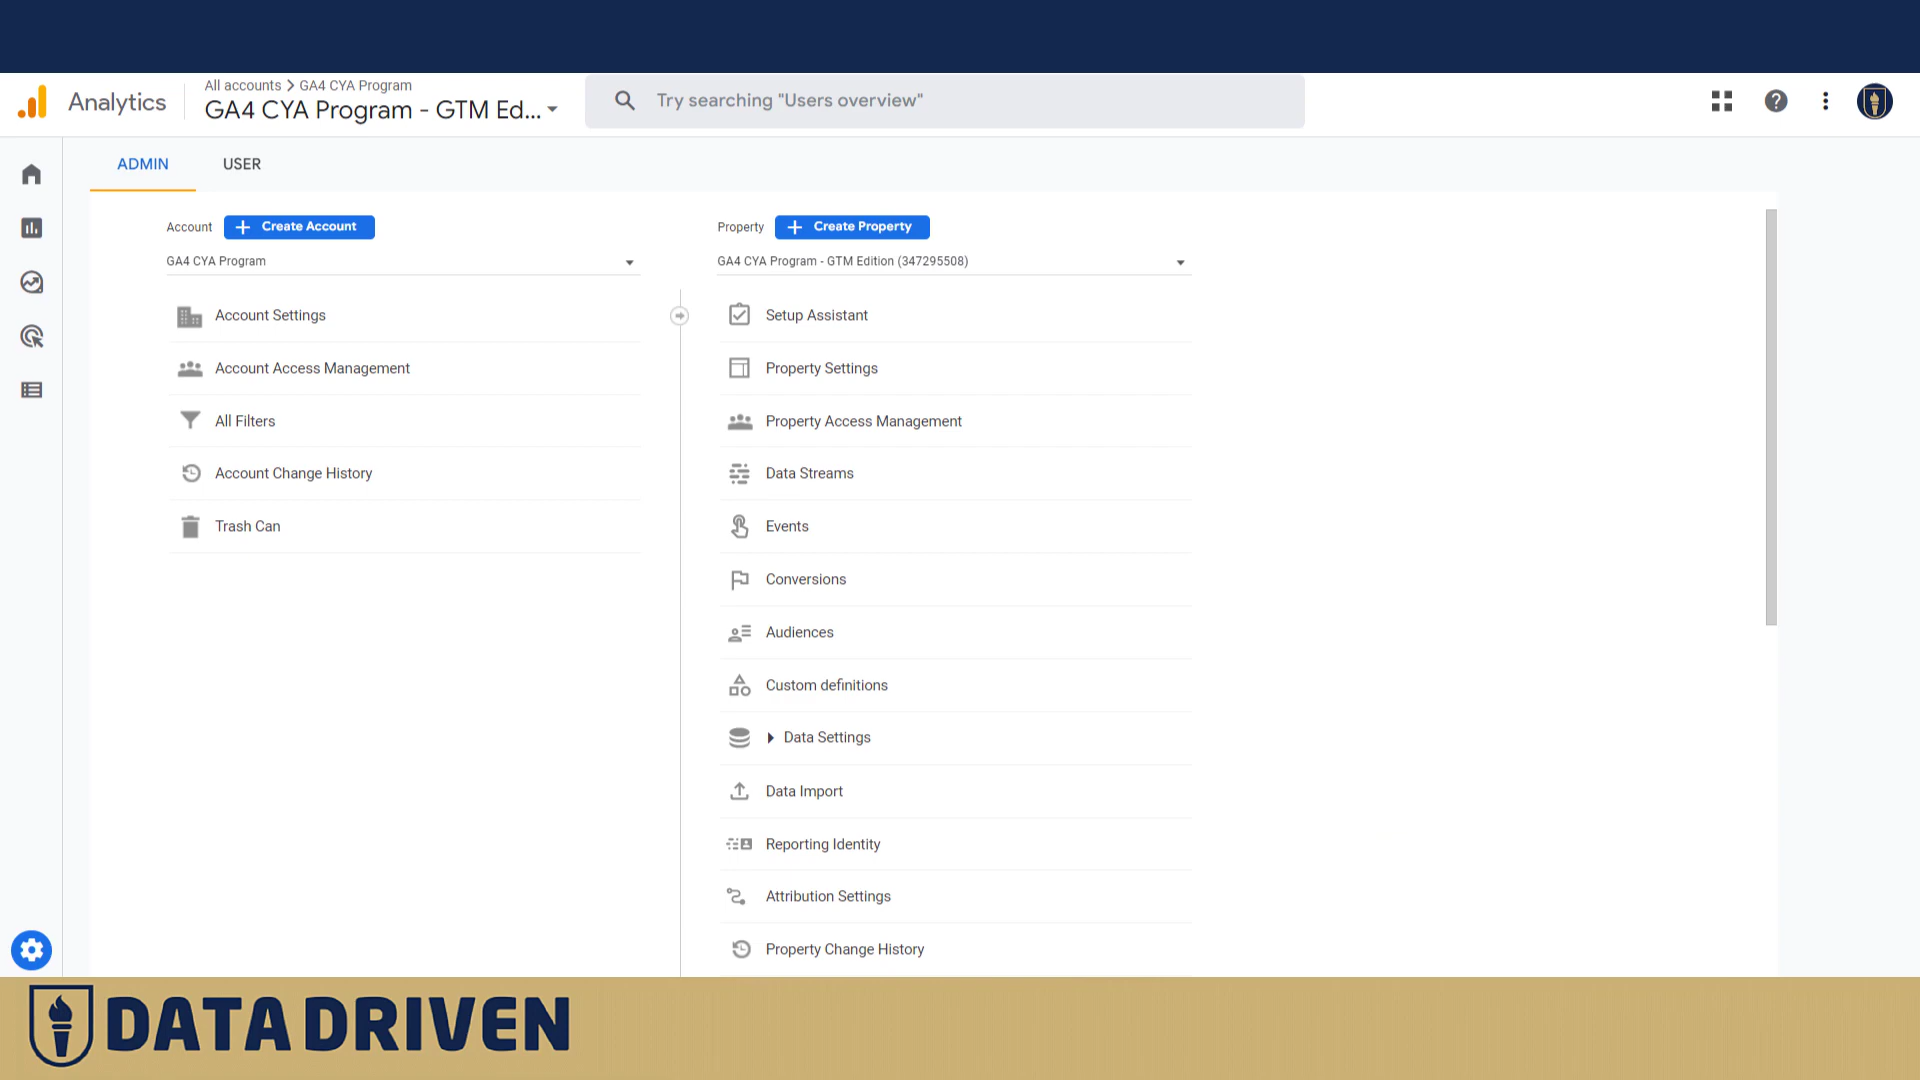 Analytics
All accounts > GA4 CYA Program
GA4 CYA Program - GTM Ed...
Try searching "Users overview"
ADMIN
USER
Account
Create Account
GA4 CYA Program
Account Settings
Account Access Management
All Filters
Account Change History
Trash Can
Property
Create Property
GA4 CYA Program - GTM Edition (347295508)
Setup Assistant
Property Settings
Property Access Management
Data Streams
Events
Conversions
Audiences
Custom definitions
Data Settings
Data Import
Reporting Identity
Attribution Settings
Property Change History
DATA DRIVEN